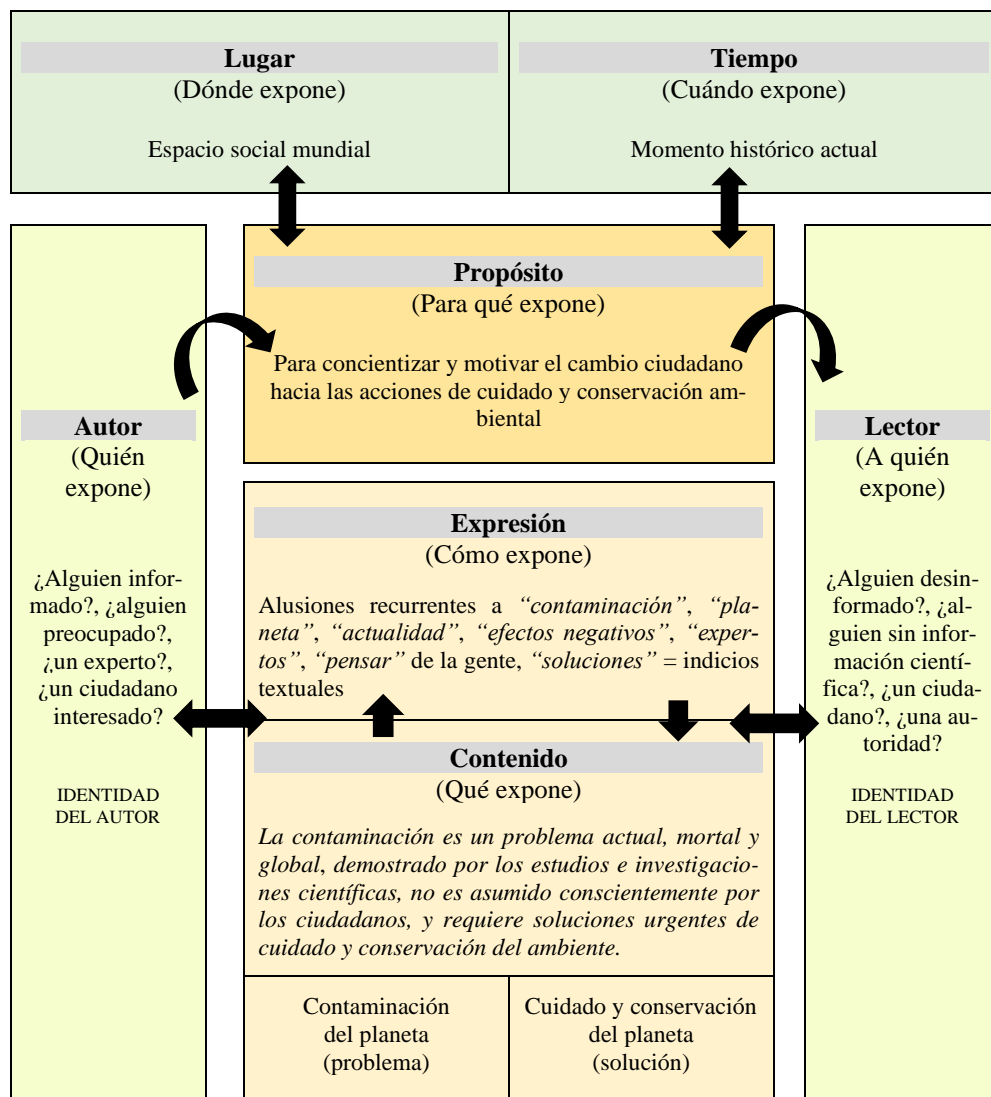 Lugar
(Dónde expone)
Espacio social mundial
Tiempo
(Cuándo expone)
Momento histórico actual
Propósito
(Para qué expone)
Para concientizar y motivar el cambio ciudadano
hacia las acciones de cuidado y conservación am-
biental
Autor
(Quién
expone)
¿Alguien infor-
mado?, ¿alguien
preocupado?,
¿un experto?,
¿un ciudadano
interesado?
IDENTIDAD
DEL AUTOR
Expresión
(Cómo expone)
Alusiones recurrentes a “contaminación”, “pla-
neta”, “actualidad”, “efectos negativos”, “exper-
tos”, “pensar” de la gente, “soluciones” = indicios
textuales
Contenido
(Qué expone)
La contaminación es un problema actual, mortal y
global, demostrado por los estudios e investigacio-
nes científicas, no es asumido conscientemente por
los ciudadanos, y requiere soluciones urgentes de
cuidado y conservación del ambiente.
Contaminación
del planeta
(problema)
Cuidado y conservación
del planeta
(solución)
Lector
(A quién
expone)
¿Alguien desin-
formado?, ¿al-
guien sin infor-
mación cientí-
fica?, ¿un ciuda-
dano?, ¿una au-
toridad?
IDENTIDAD
DEL LECTOR